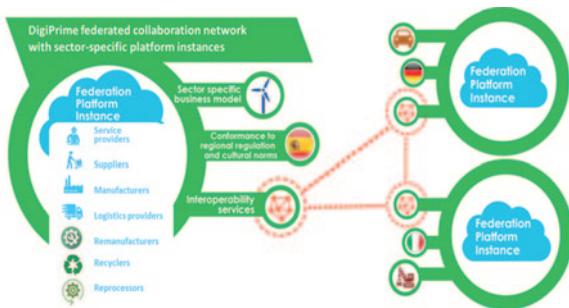 DigiPrime federated collaboration network
with sector-specific platform instances
Federation
Platform
Instance
Service
providers
Suppliers
Manufacturers
Logistics providers
Remanufacturers
Recyclers
Reprocessors
Sector specific
business model
Conformance to
regional regulation
and cultural norms
Interoperability
services
Federation
Platform
Instance
Federation
Platform
Instance